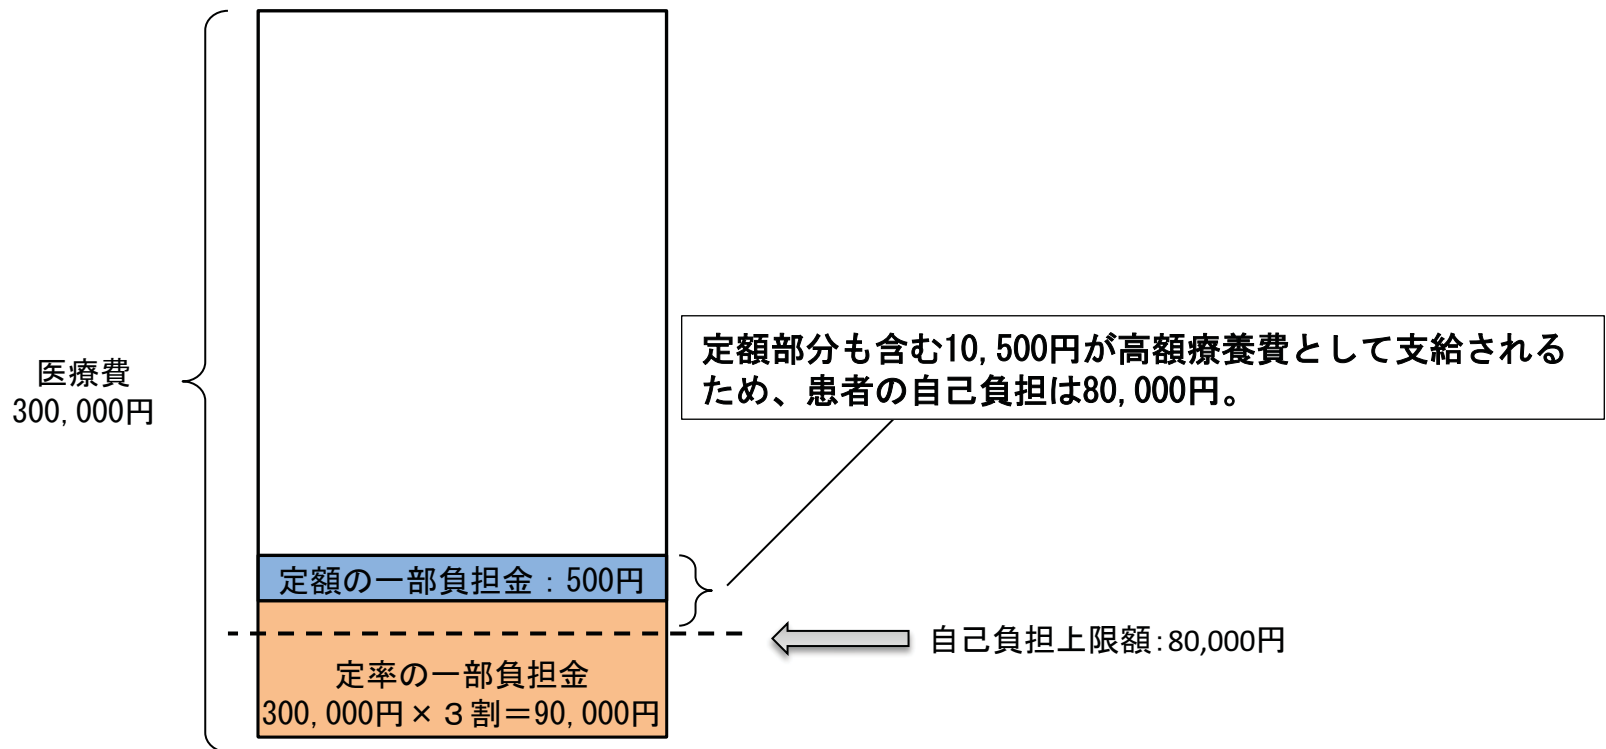 医療費
300,000円
定額部分も含む10,500円が高額療養費として支給される
ため、患者の自己負担は80,000円。
定額の一部負担金：500円
自己負担上限額:80,000円
定率の一部負担金
300,000円×３割＝90,000円